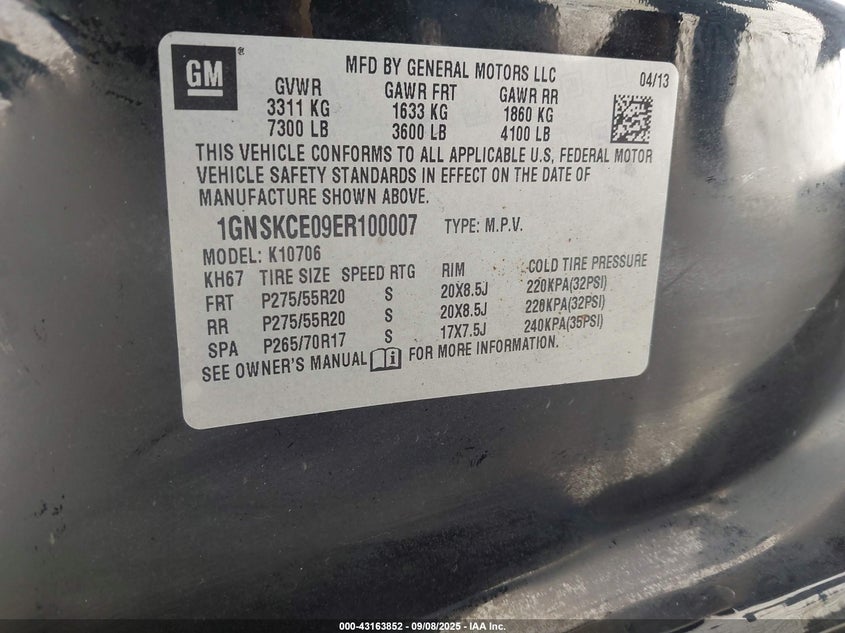 GM ®
MFD BY GENERAL MOTORS LLC 04/13
GVWR GAWR FRT GAWR RR
3311 KG 1633 KG 1860 KG
7300 LB 3600 LB 4100 LB
THIS VEHICLE CONFORMS TO ALL APPLICABLE U.S. FEDERAL MOTOR
VEHICLE SAFETY STANDARDS IN EFFECT ON THE DATE OF
MANUFACTURE SHOWN ABOVE.
1GNSKCE09ER100007 TYPE: M.P.V.
MODEL: K10706
KH67 TIRE SIZE SPEED RTG RIM COLD TIRE PRESSURE
FRT P275/55R20 S 20X8.5J 220KPA(32PSI)
RR P275/55R20 S 20X8.5J 220KPA(32PSI)
SPA P265/70R17 S 17X7.5J 240KPA(35PSI)
SEE OWNER'S MANUAL FOR MORE INFORMATION.
000-43163852 - 09/08/2025 - IAA Inc.